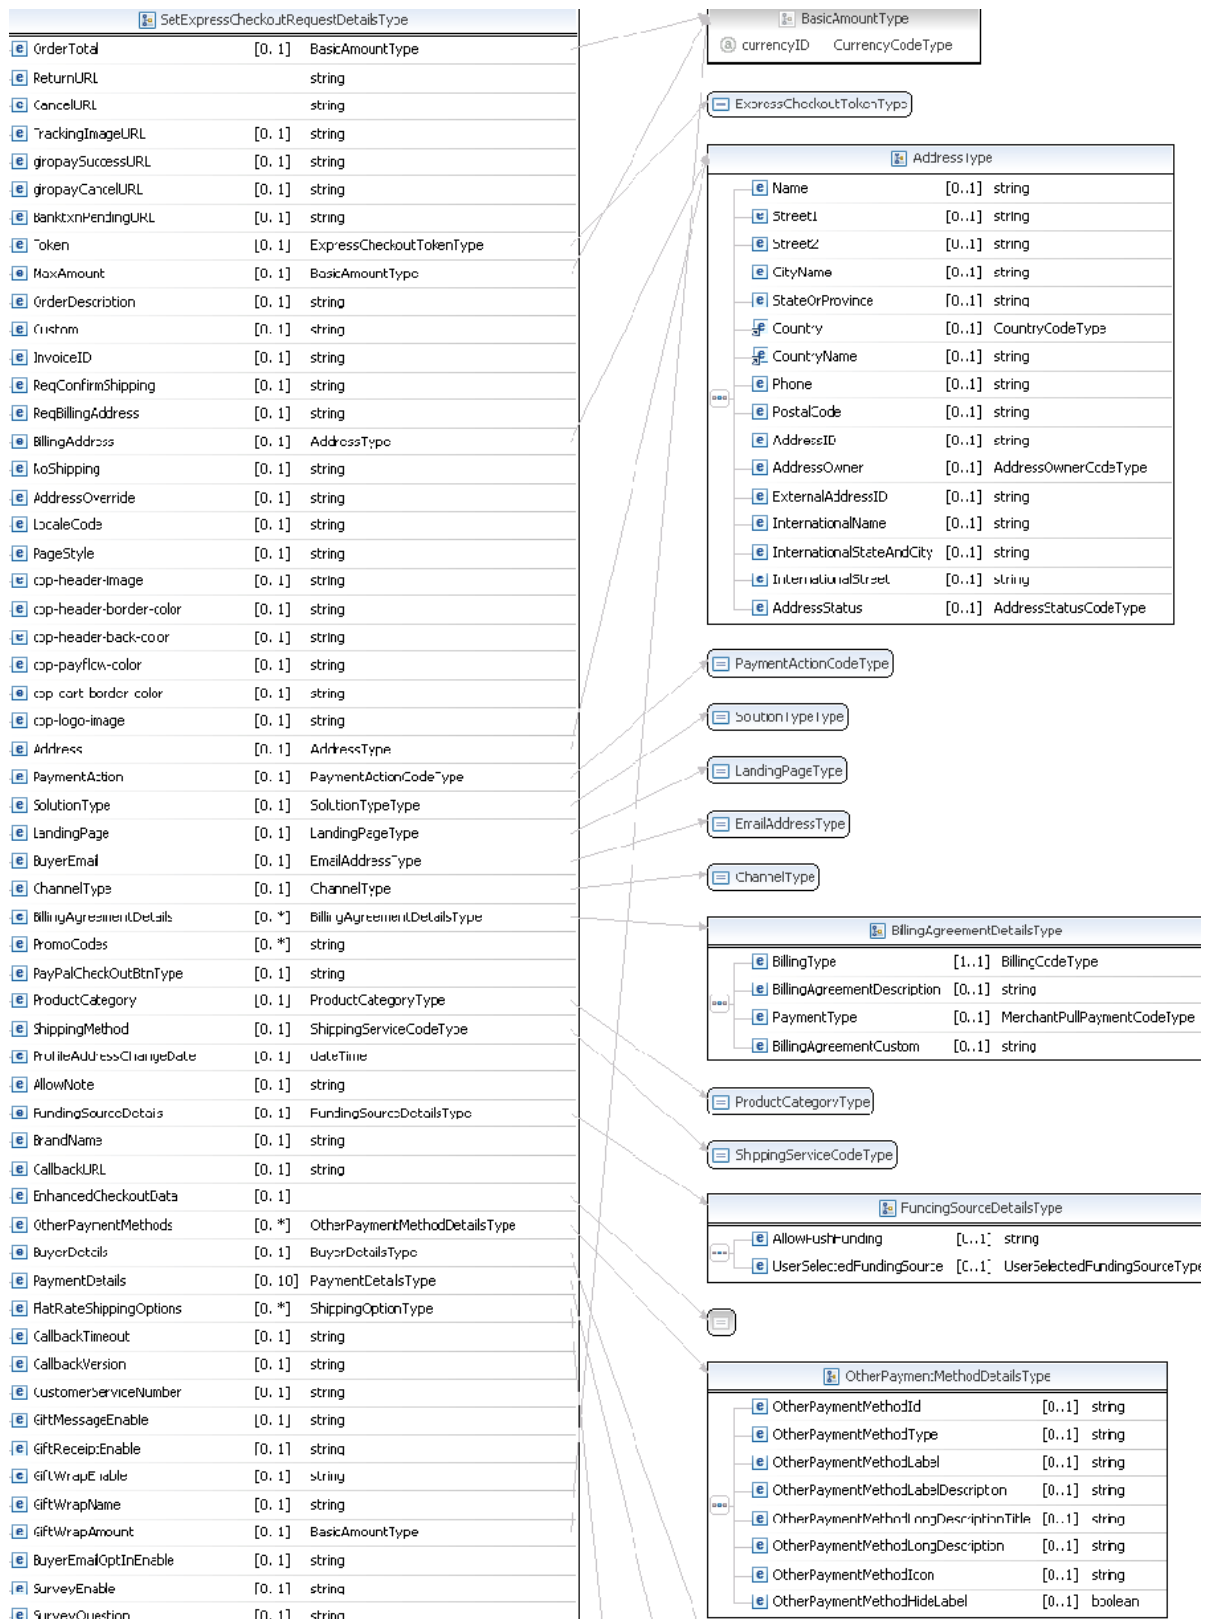 SetExpressCheckoutRequestDetailsType
OrderTotal [0..1] BasicAmountType
ReturnURL string
CancelURL string
TrackingImageURL [0..1] string
giropaySuccessURL [0..1] string
giropayCancelURL [0..1] string
BanktxnPendingURL [0..1] string
Token [0..1] ExpressCheckoutTokenType
MaxAmount [0..1] BasicAmountType
OrderDescription [0..1] string
Custom [0..1] string
InvoiceID [0..1] string
ReqConfirmShipping [0..1] string
ReqBillingAddress [0..1] string
BillingAddress [0..1] AddressType
NoShipping [0..1] string
AddressOverride [0..1] string
LocaleCode [0..1] string
PageStyle [0..1] string
cpp-header-image [0..1] string
cpp-header-border-color [0..1] string
cpp-header-back-color [0..1] string
cpp-payflow-color [0..1] string
cpp-cart-border-color [0..1] string
cpp-logo-image [0..1] string
Address [0..1] AddressType
PaymentAction [0..1] PaymentActionCodeType
SolutionType [0..1] SolutionTypeType
LandingPage [0..1] LandingPageType
BuyerEmail [0..1] EmailAddressType
ChannelType [0..1] ChannelType
BillingAgreementDetails [0..*] BillingAgreementDetailsType
PromoCodes [0..*] string
PayPalCheckOutBtnType [0..1] string
ProductCategory [0..1] ProductCategoryType
ShippingMethod [0..1] ShippingServiceCodeType
ProfileAddressChangeDate [0..1] dateTime
AllowNote [0..1] string
FundingSourceDetails [0..1] FundingSourceDetailsType
BrandName [0..1] string
CallbackURL [0..1] string
EnhancedCheckoutData [0..1]
OtherPaymentMethods [0..*] OtherPaymentMethodDetailsType
BuyerDetails [0..1] BuyerDetailsType
PaymentDetails [0..10] PaymentDetailsType
FlatRateShippingOptions [0..*] ShippingOptionType
CallbackTimeout [0..1] string
CallbackVersion [0..1] string
CustomerServiceNumber [0..1] string
GiftMessageEnable [0..1] string
GiftReceiptEnable [0..1] string
GiftWrapEnable [0..1] string
GiftWrapName [0..1] string
GiftWrapAmount [0..1] BasicAmountType
BuyerEmailOptInEnable [0..1] string
SurveyEnable [0..1] string
SurveyQuestion [0..1] string
BasicAmountType
currencyID CurrencyCodeType
ExpressCheckoutTokenType
AddressType
Name [0..1] string
Street1 [0..1] string
Street2 [0..1] string
CityName [0..1] string
StateOrProvince [0..1] string
Country [0..1] CountryCodeType
CountryName [0..1] string
Phone [0..1] string
PostalCode [0..1] string
AddressID [0..1] string
AddressOwner [0..1] AddressOwnerCodeType
ExternalAddressID [0..1] string
InternationalName [0..1] string
InternationalStateAndCity [0..1] string
InternationalStreet [0..1] string
AddressStatus [0..1] AddressStatusCodeType
PaymentActionCodeType
SolutionTypeType
LandingPageType
EmailAddressType
ChannelType
BillingAgreementDetailsType
BillingType [1..1] BillingCodeType
BillingAgreementDescription [0..1] string
PaymentType [0..1] MerchantPullPaymentCodeType
BillingAgreementCustom [0..1] string
ProductCategoryType
ShippingServiceCodeType
FundingSourceDetailsType
AllowPushFunding [0..1] string
UserSelectedFundingSource [0..1] UserSelectedFundingSourceType
OtherPaymentMethodDetailsType
OtherPaymentMethodId [0..1] string
OtherPaymentMethodType [0..1] string
OtherPaymentMethodLabel [0..1] string
OtherPaymentMethodLabelDescription [0..1] string
OtherPaymentMethodLongDescriptionTitle [0..1] string
OtherPaymentMethodLongDescription [0..1] string
OtherPaymentMethodIcon [0..1] string
OtherPaymentMethodHideLabel [0..1] boolean